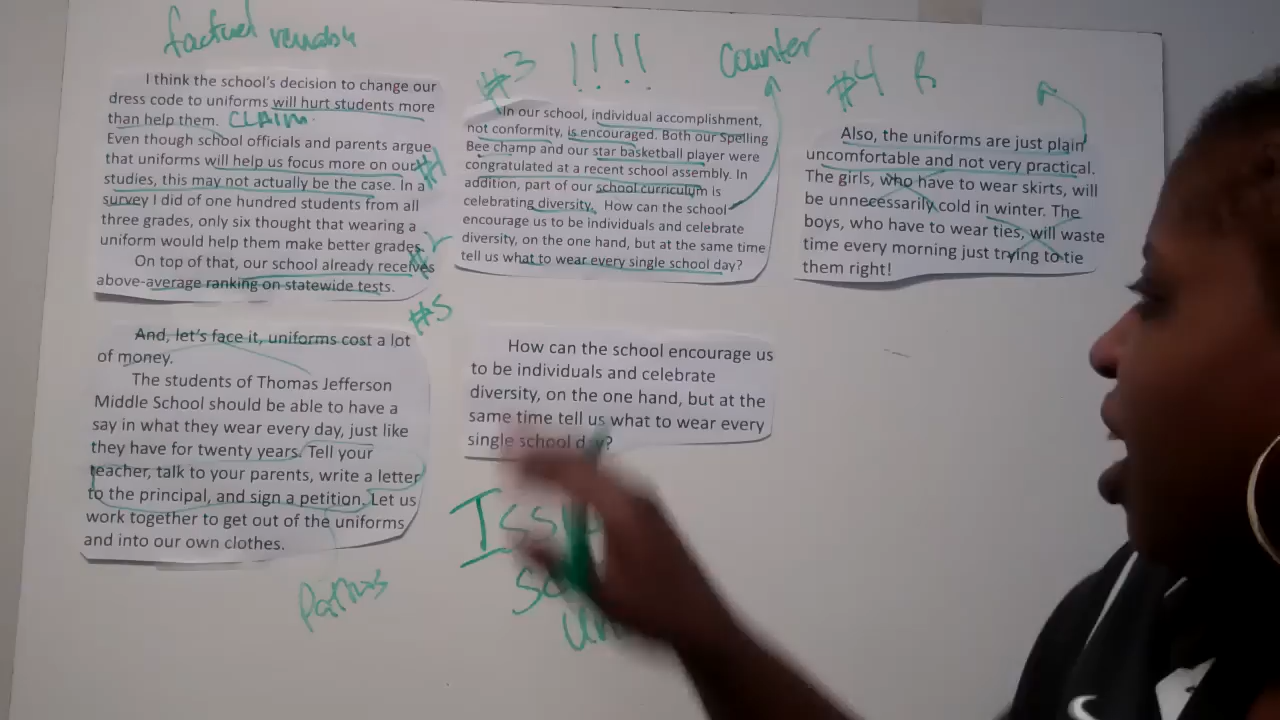 factuel
I think the school's decision to change our
dress code to uniforms will hurt students more
than help them. CLAIM.
Even though school officials and parents argue
that uniforms will help us focus more on our #1
studies, this may not actually be the case. In a
survey I did of one hundred students from all
three grades, only six thought that wearing a
uniform would help them make better grades.
On top of that, our school already receives
above-average ranking on statewide tests.
#5
And, let's face it, uniforms cost a lot
of money.
The students of Thomas Jefferson
Middle School should be able to have a
say in what they wear every day, just like
they have for twenty years. Tell your
teacher, talk to your parents, write a letter
to the principal, and sign a petition. Let us
work together to get out of the uniforms
and into our own clothes.
#3 !!!! counter
In our school, individual accomplishment,
not conformity, is encouraged. Both our Spelling
Bee champ and our star basketball player were
congratulated at a recent school assembly. In
addition, part of our school curriculum is
celebrating diversity. How can the school
encourage us to be individuals and celebrate
diversity, on the one hand, but at the same time
tell us what to wear every single school day?
How can the school encourage us
to be individuals and celebrate
diversity, on the one hand, but at the
same time tell us what to wear every
single school day?
#4
Also, the uniforms are just plain
uncomfortable and not very practical.
The girls, who have to wear skirts, will
be unnecessarily cold in winter. The
boys, who have to wear ties, will waste
time every morning just trying to tie
them right!